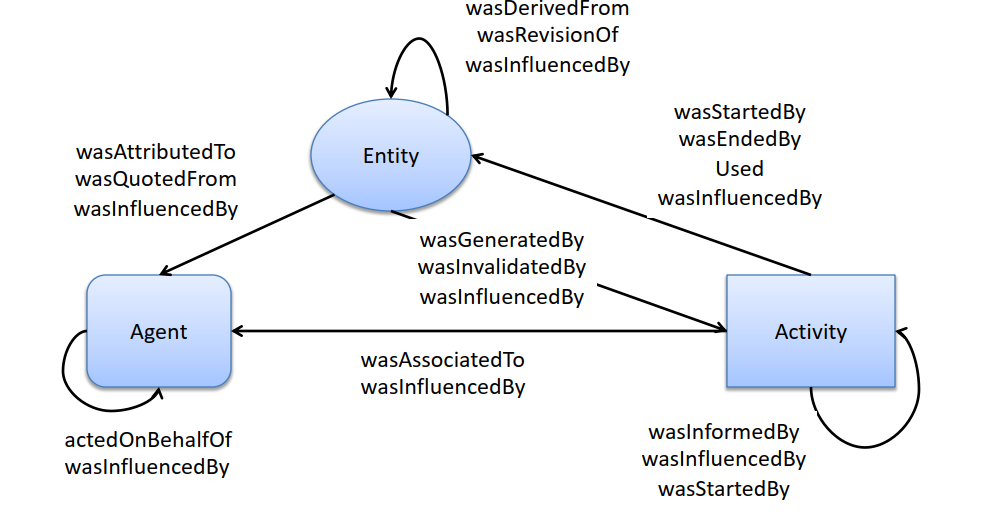 wasDerivedFrom
wasRevisionOf
wasInfluencedBy
wasStartedBy
wasEndedBy
Used
wasInfluencedBy
Entity
wasAttributedTo
wasQuotedFrom
wasInfluencedBy
wasGeneratedBy
wasInvalidatedBy
wasInfluencedBy
Agent
Activity
wasAssociatedTo
wasInfluencedBy
actedOnBehalfOf
wasInfluencedBy
wasInformedBy
wasInfluencedBy
wasStartedBy